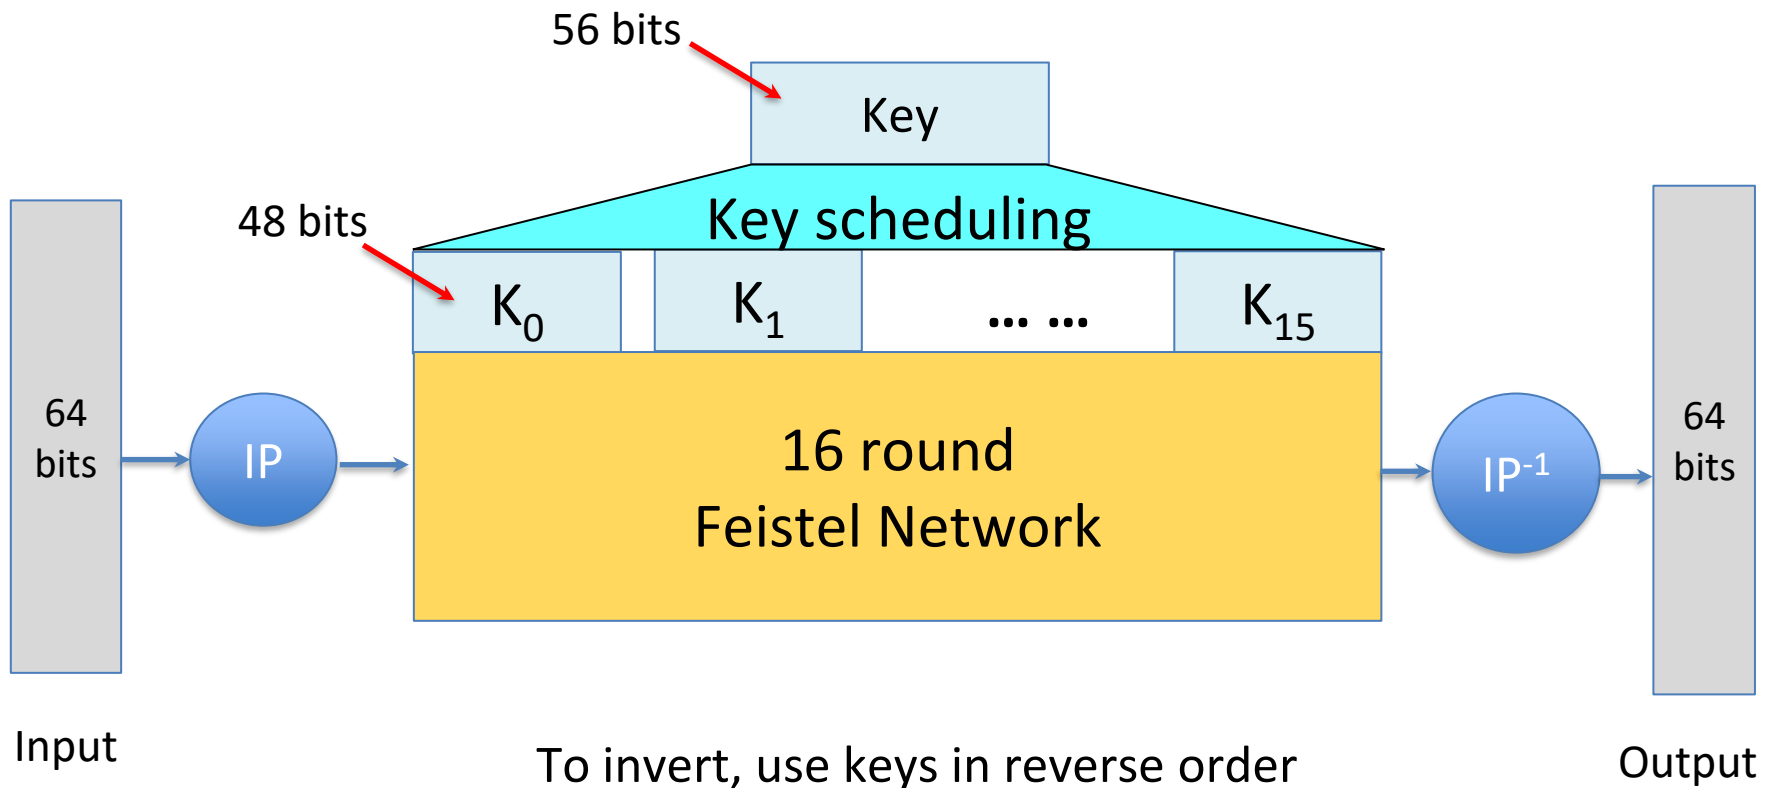 56 bits
Key
Key scheduling
48 bits
K₀
K₁
... ...
K₁₅
64
bits
IP
16 round
Feistel Network
IP⁻¹
64
bits
Input
To invert, use keys in reverse order
Output